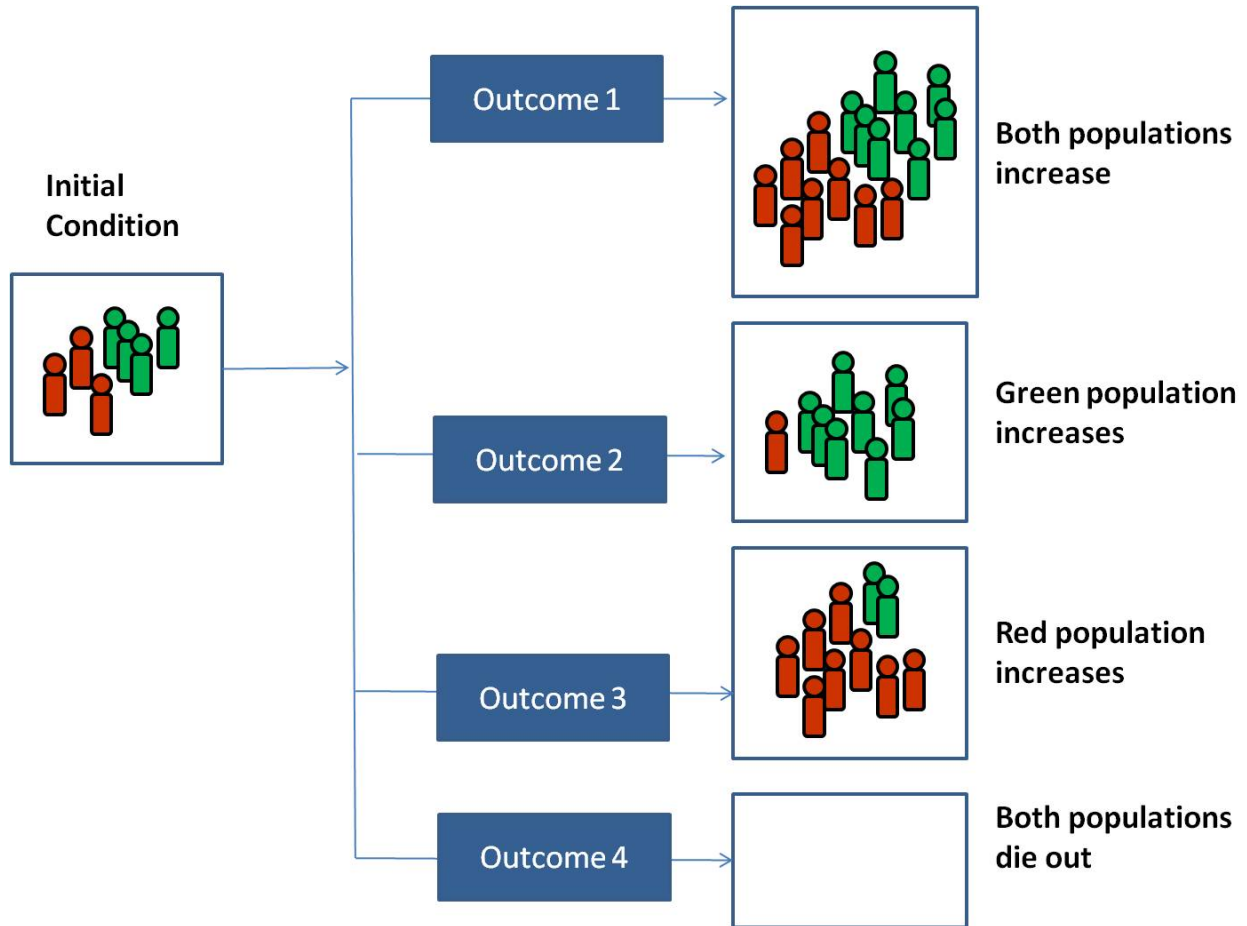 Initial
Condition
Outcome 1
Both populations
increase
Outcome 2
Green population
increases
Outcome 3
Red population
increases
Outcome 4
Both populations
die out